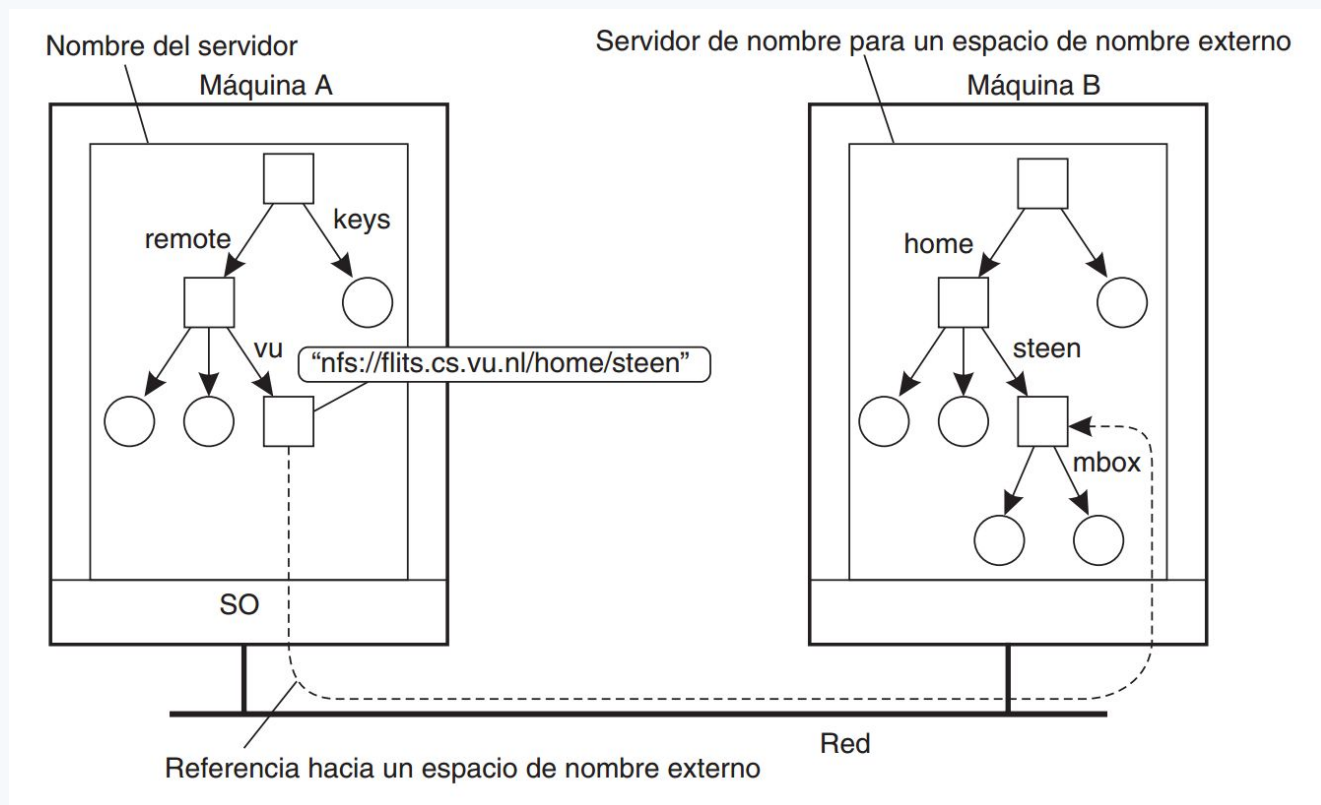 Nombre del servidor
Servidor de nombre para un espacio de nombre externo
Máquina A
Máquina B
keys
remote
home
vu
“nfs://flits.cs.vu.nl/home/steen”
steen
mbox
SO
Red
Referencia hacia un espacio de nombre externo